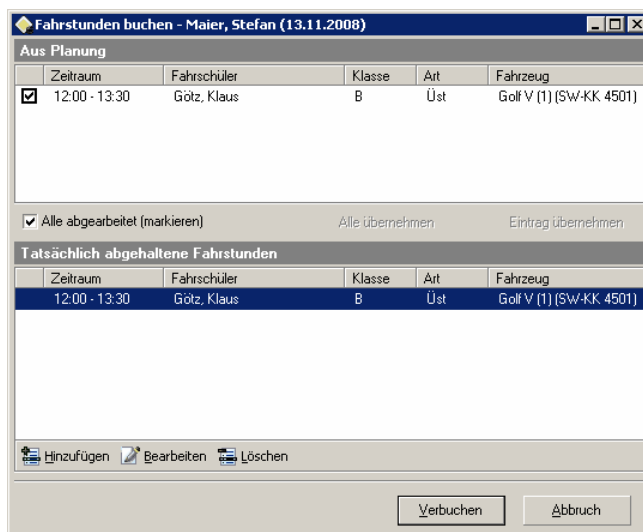 Fahrstunden buchen - Maier, Stefan (13.11.2008)
Aus Planung
Zeitraum Fahrschüler Klasse Art Fahrzeug
12:00 - 13:30 Götz, Klaus B Üst Golf V (1) (SW-KK 4501)
Alle abgearbeitet (markieren) Alle übernehmen Eintrag übernehmen
Tatsächlich abgehaltene Fahrstunden
Zeitraum Fahrschüler Klasse Art Fahrzeug
12:00 - 13:30 Götz, Klaus B Üst Golf V (1) (SW-KK 4501)
Hinzufügen Bearbeiten Löschen
Verbuchen Abbruch